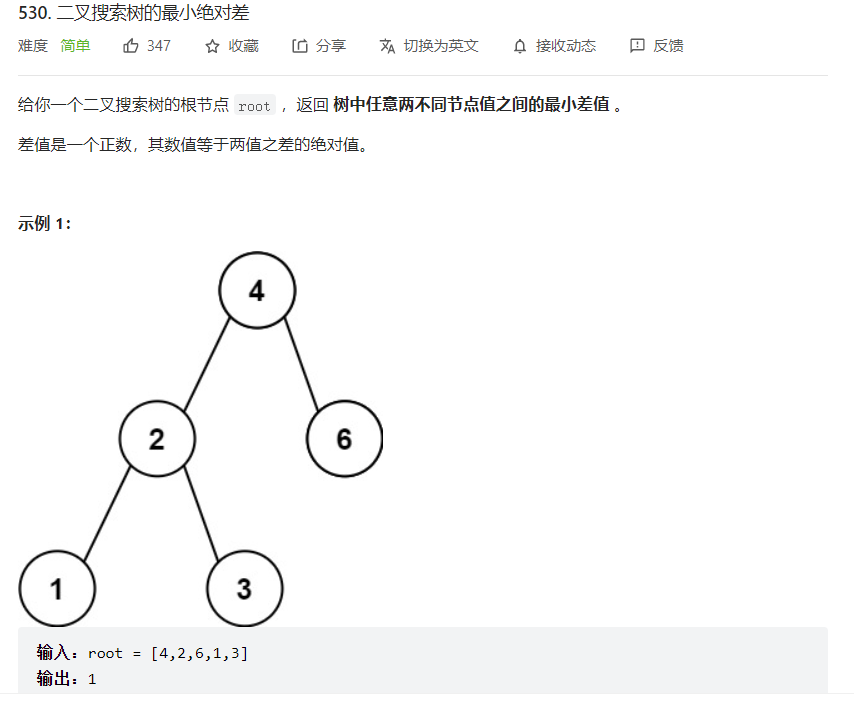 530. 二叉搜索树的最小绝对差
难度 简单 347 收藏 分享 切换为英文 接收动态 反馈
给你一个二叉搜索树的根节点 root ，返回 树中任意两不同节点值之间的最小差值 。
差值是一个正数，其数值等于两值之差的绝对值。
示例 1：
4
2 6
1 3
输入：root = [4,2,6,1,3]
输出：1